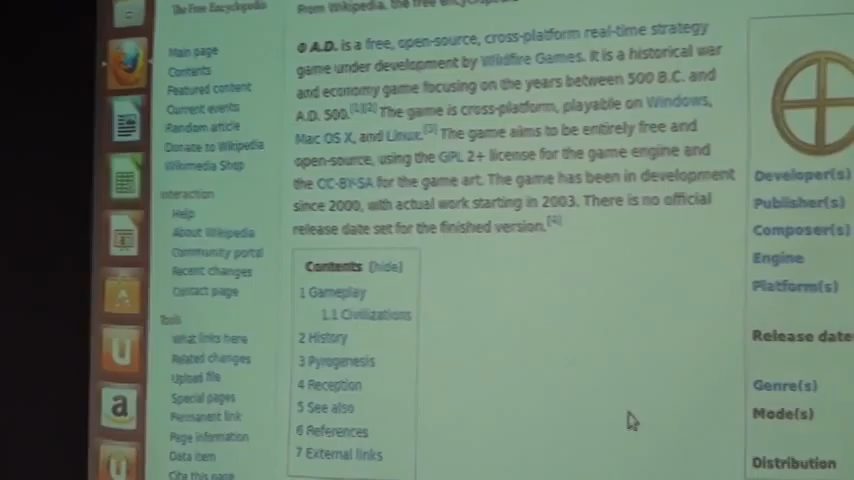 The Free Encyclopedia
Main page
Contents
Featured content
Current events
Random article
Donate to Wikipedia
Wikimedia Shop
Interaction
Help
About Wikipedia
Community portal
Recent changes
Contact page
Tools
What links here
Related changes
Upload file
Special pages
Permanent link
Page information
Data item
Cite this page
From Wikipedia, the free encyclopedia
0 A.D. is a free, open-source, cross-platform real-time strategy
game under development by Wildfire Games. It is a historical war
and economy game focusing on the years between 500 B.C. and
A.D. 500.[1][2] The game is cross-platform, playable on Windows,
Mac OS X, and Linux.[3] The game aims to be entirely free and
open-source, using the GPL 2+ license for the game engine and
the CC-BY-SA for the game art. The game has been in development
since 2000, with actual work starting in 2003. There is no official
release date set for the finished version.[4]
Contents [hide]
1 Gameplay
1.1 Civilizations
2 History
3 Pyrogenesis
4 Reception
5 See also
6 References
7 External links
Developer(s)
Publisher(s)
Composer(s)
Engine
Platform(s)
Release date
Genre(s)
Mode(s)
Distribution
a